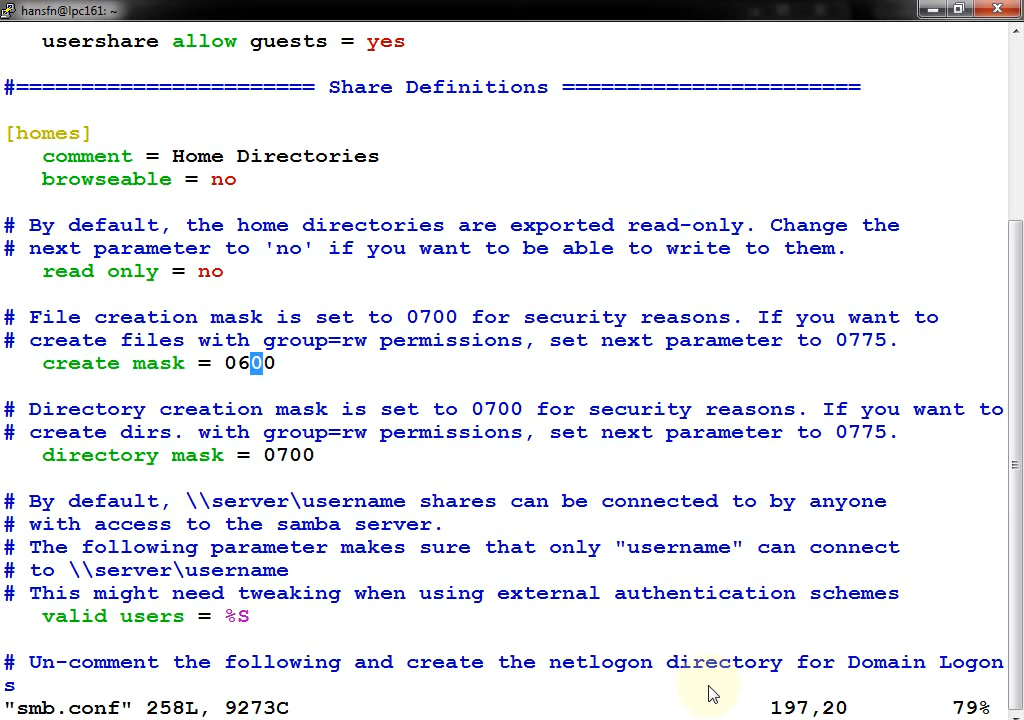 hansfn@lpc161: ~
usershare allow guests = yes
#======================= Share Definitions =======================
[homes]
comment = Home Directories
browseable = no
# By default, the home directories are exported read-only. Change the
# next parameter to 'no' if you want to be able to write to them.
read only = no
# File creation mask is set to 0700 for security reasons. If you want to
# create files with group=rw permissions, set next parameter to 0775.
create mask = 0600
# Directory creation mask is set to 0700 for security reasons. If you want to
# create dirs. with group=rw permissions, set next parameter to 0775.
directory mask = 0700
# By default, \\server\username shares can be connected to by anyone
# with access to the samba server.
# The following parameter makes sure that only "username" can connect
# to \\server\username
# This might need tweaking when using external authentication schemes
valid users = %S
# Un-comment the following and create the netlogon directory for Domain Logon
s
"smb.conf" 258L, 9273C 197,20 79%